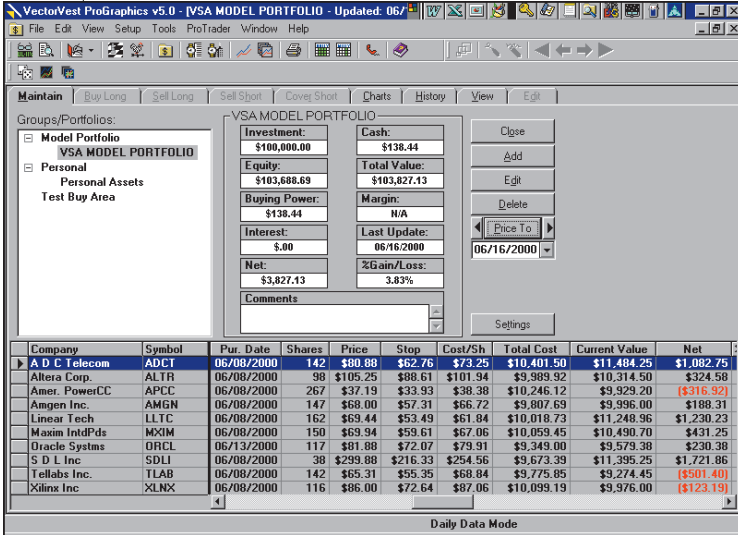 VectorVest ProGraphics v5.0 - [VSA MODEL PORTFOLIO - Updated: 06/
File Edit View Setup Tools ProTrader Window Help
Maintain Buy Long Sell Long Sell Short Cover Short Charts History View Edit
Groups/Portfolios:
Model Portfolio
VSA MODEL PORTFOLIO
Personal
Personal Assets
Test Buy Area
VSA MODEL PORTFOLIO
Investment: Cash:
$100,000.00 $138.44
Equity: Total Value:
$103,688.69 $103,827.13
Buying Power: Margin:
$138.44 N/A
Interest: Last Update:
$.00 06/16/2000
Net: %Gain/Loss:
$3,827.13 3.83%
Comments
Close
Add
Edit
Delete
Price To
06/16/2000
Settings
Company Symbol Pur. Date Shares Price Stop Cost/Sh Total Cost Current Value Net
A D C Telecom ADCT 06/08/2000 142 $80.88 $62.76 $73.25 $10,401.50 $11,484.25 $1,082.75
Altera Corp. ALTR 06/08/2000 98 $105.25 $88.61 $101.94 $9,989.92 $10,314.50 $324.58
Amer. PowerCC APCC 06/08/2000 267 $37.19 $33.93 $38.38 $10,246.12 $9,929.20 ($316.92)
Amgen Inc. AMGN 06/08/2000 147 $68.00 $57.31 $66.72 $9,807.69 $9,996.00 $188.31
Linear Tech LLTC 06/08/2000 162 $69.44 $53.49 $61.84 $10,018.73 $11,248.96 $1,230.23
Maxim IntdPds MXIM 06/08/2000 150 $69.94 $59.61 $67.06 $10,059.45 $10,490.70 $431.25
Oracle Systms ORCL 06/13/2000 117 $81.88 $72.07 $79.91 $9,349.00 $9,579.38 $230.38
S D L Inc SDLI 06/08/2000 38 $299.88 $216.33 $254.56 $9,673.39 $11,395.25 $1,721.86
Tellabs Inc. TLAB 06/08/2000 142 $65.31 $55.35 $68.84 $9,775.85 $9,274.45 ($501.40)
Xilinx Inc XLNX 06/08/2000 116 $86.00 $72.64 $87.06 $10,099.19 $9,976.00 ($123.19)
Daily Data Mode